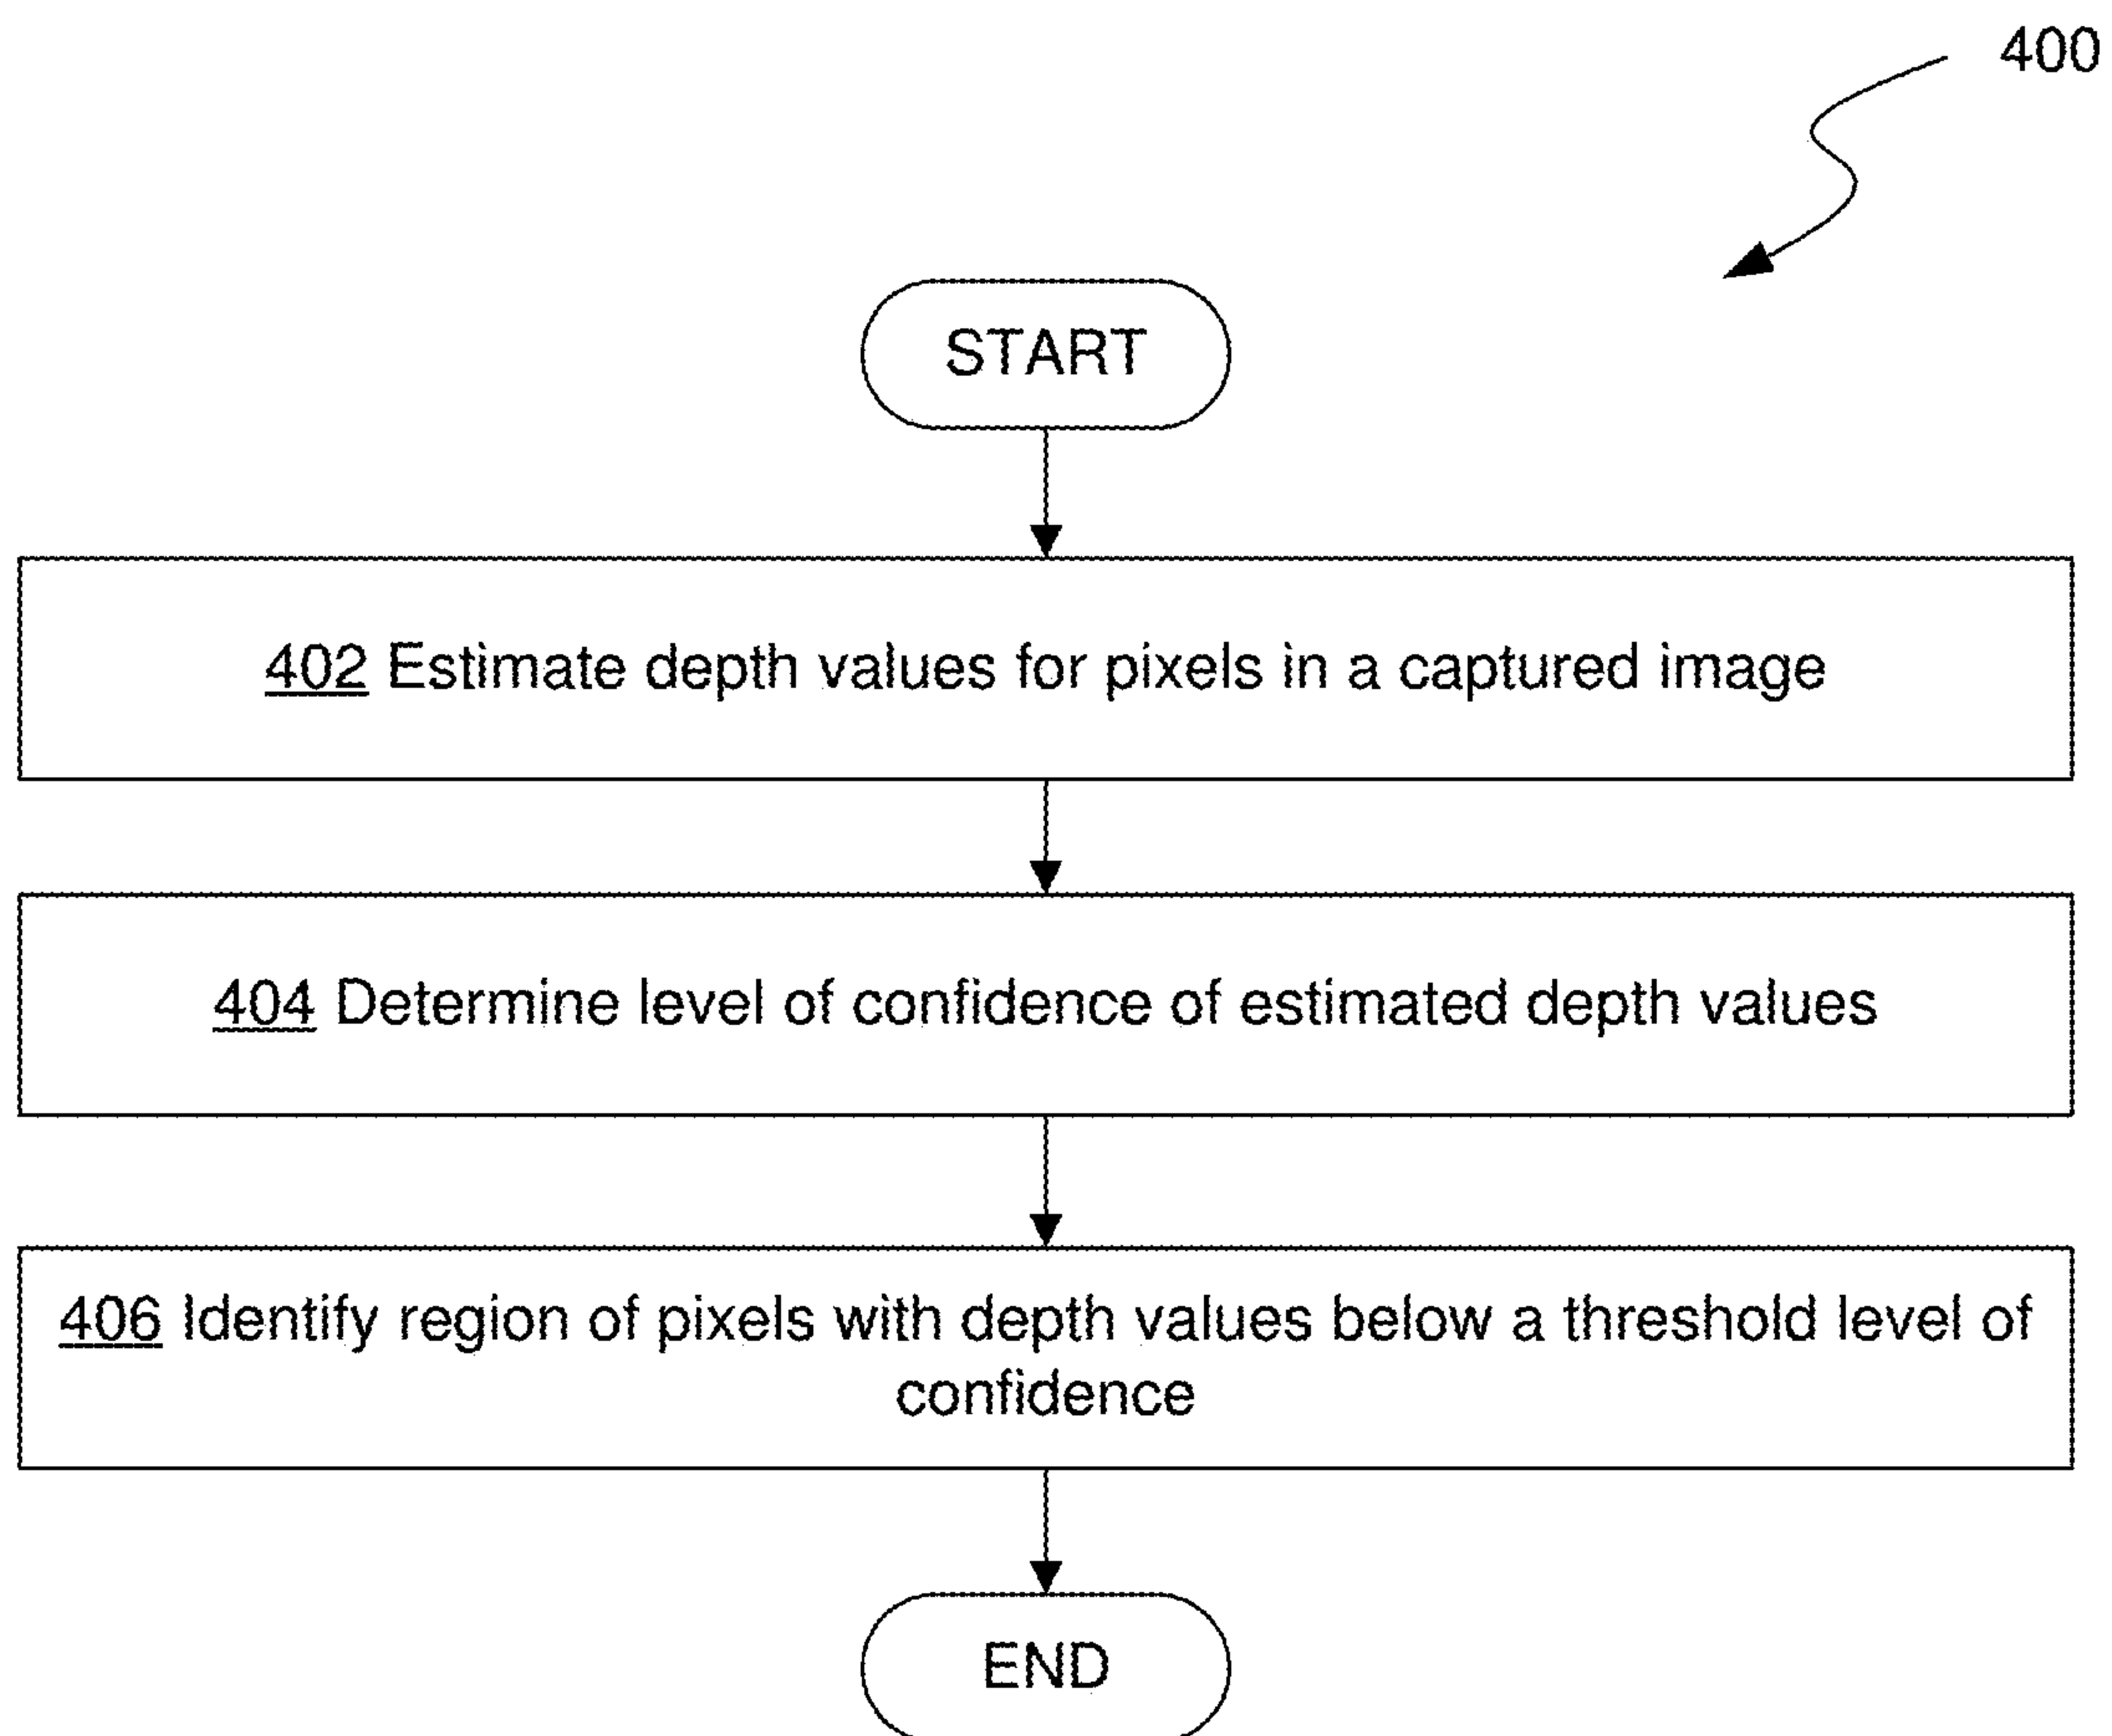 400
START
402 Estimate depth values for pixels in a captured image
404 Determine level of confidence of estimated depth values
406 Identify region of pixels with depth values below a threshold level of
confidence
END